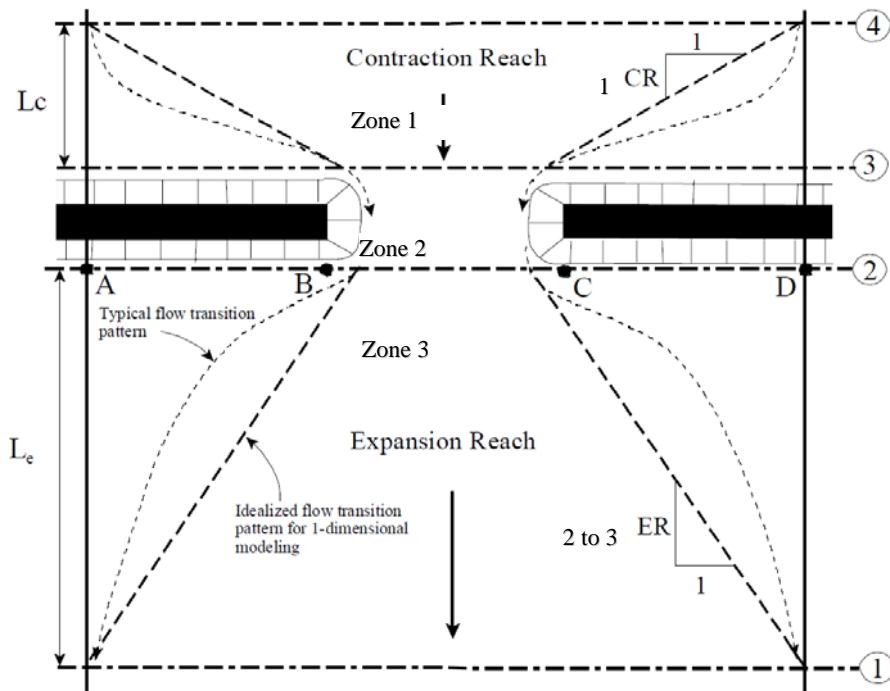 4
Contraction Reach
1
CR
1
Lc
Zone 1
3
Zone 2
2
A
B
C
D
Typical flow transition
pattern
Zone 3
Le
Expansion Reach
Idealized flow transition
pattern for 1-dimensional
modeling
2 to 3
ER
1
1